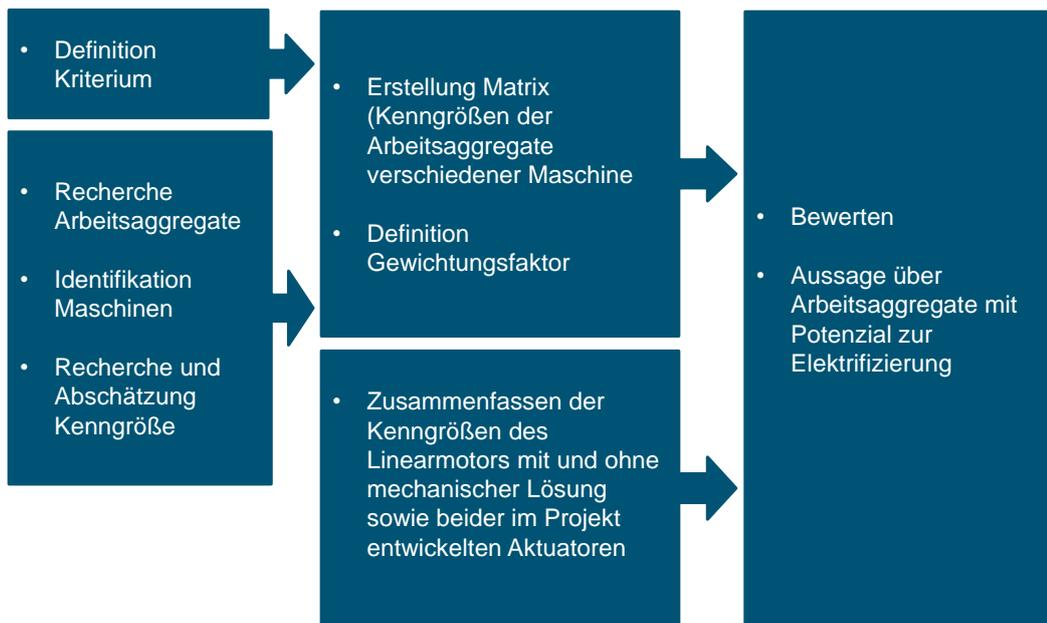 • Definition
Kriterium
• Recherche
Arbeitsaggregate
• Identifikation
Maschinen
• Recherche und
Abschätzung
Kenngröße
• Erstellung Matrix
(Kenngrößen der
Arbeitsaggregate
verschiedener Maschine
• Definition
Gewichtungsfaktor
• Zusammenfassen der
Kenngrößen des
Linearmotors mit und ohne
mechanischer Lösung
sowie beider im Projekt
entwickelten Aktuatoren
• Bewerten
• Aussage über
Arbeitsaggregate mit
Potenzial zur
Elektrifizierung